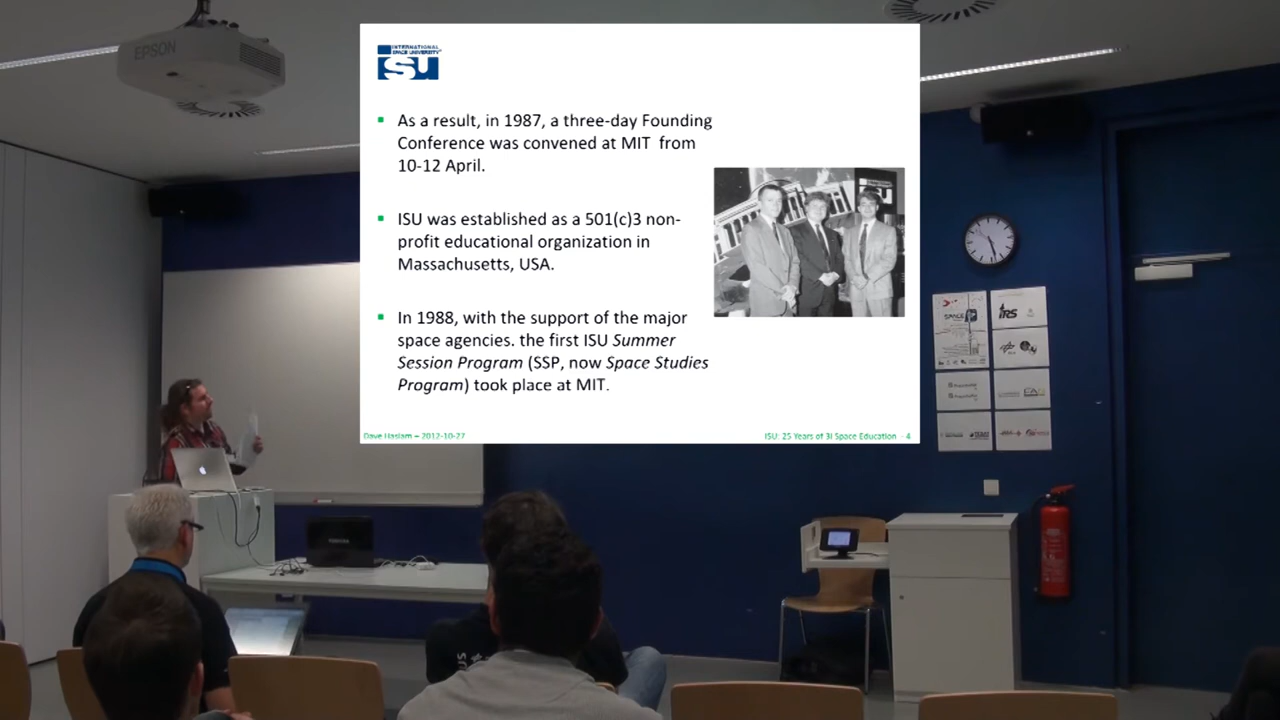 EPSON
INTERNATIONAL
SPACE UNIVERSITY
ISU
As a result, in 1987, a three-day Founding
Conference was convened at MIT from
10-12 April.
ISU was established as a 501(c)3 non-
profit educational organization in
Massachusetts, USA.
In 1988, with the support of the major
space agencies. the first ISU Summer
Session Program (SSP, now Space Studies
Program) took place at MIT.
Dave Haslam – 2012-10-27
ISU: 25 Years of 3I Space Education - 4
SPACE
IRS
DLR
TOSHIBA